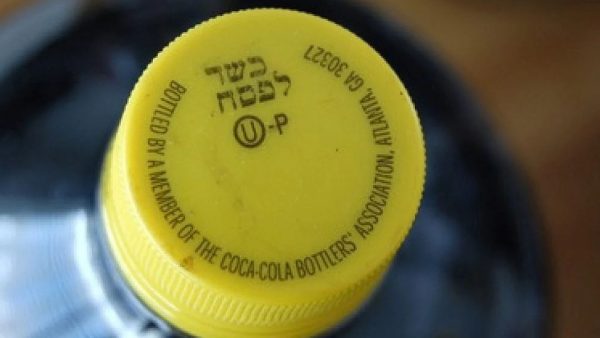 כשר
לפסח
Ⓤ-P
BOTTLED BY A MEMBER OF THE COCA-COLA BOTTLERS' ASSOCIATION, ATLANTA, GA 30327